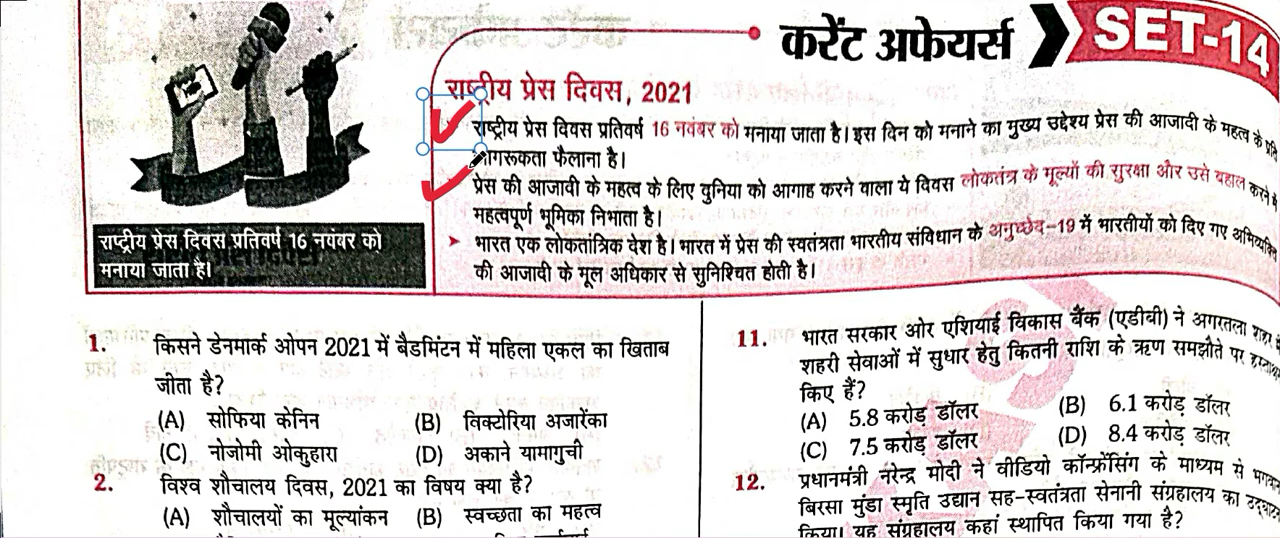 करेंट अफेयर्स
SET-14
राष्ट्रीय प्रेस दिवस, 2021
राष्ट्रीय प्रेस दिवस प्रतिवर्ष 16 नवंबर को मनाया जाता है। इस दिन को मनाने का मुख्य उद्देश्य प्रेस की आजादी के महत्व के प्रति
जागरूकता फैलाना है।
प्रेस की आजादी के महत्व के लिए दुनिया को आगाह करने वाला ये दिवस लोकतंत्र के मूल्यों की सुरक्षा और उसे बहाल करने में
महत्वपूर्ण भूमिका निभाता है।
भारत एक लोकतांत्रिक देश है। भारत में प्रेस की स्वतंत्रता भारतीय संविधान के अनुच्छेद-19 में भारतीयों को दिए गए अभिव्यक्ति
की आजादी के मूल अधिकार से सुनिश्चित होती है।
राष्ट्रीय प्रेस दिवस प्रतिवर्ष 16 नवंबर को
मनाया जाता है।
1. किसने डेनमार्क ओपन 2021 में बैडमिंटन में महिला एकल का खिताब
जीता है?
(A) सोफिया केनिन (B) विक्टोरिया अजारेंका
(C) नोजोमी ओकुहारा (D) अकाने यामागुची
2. विश्व शौचालय दिवस, 2021 का विषय क्या है?
(A) शौचालयों का मूल्यांकन (B) स्वच्छता का महत्व
11. भारत सरकार ओर एशियाई विकास बैंक (एडीबी) ने अगरतला शहर में
शहरी सेवाओं में सुधार हेतु कितनी राशि के ऋण समझौते पर हस्ताक्षर
किए हैं?
(A) 5.8 करोड़ डॉलर (B) 6.1 करोड़ डॉलर
(C) 7.5 करोड़ डॉलर (D) 8.4 करोड़ डॉलर
12. प्रधानमंत्री नरेन्द्र मोदी ने वीडियो कॉन्फ्रेंसिंग के माध्यम से भगवान
बिरसा मुंडा स्मृति उद्यान सह-स्वतंत्रता सेनानी संग्रहालय का उद्घाटन
किया। यह संग्रहालय कहां स्थापित किया गया है?